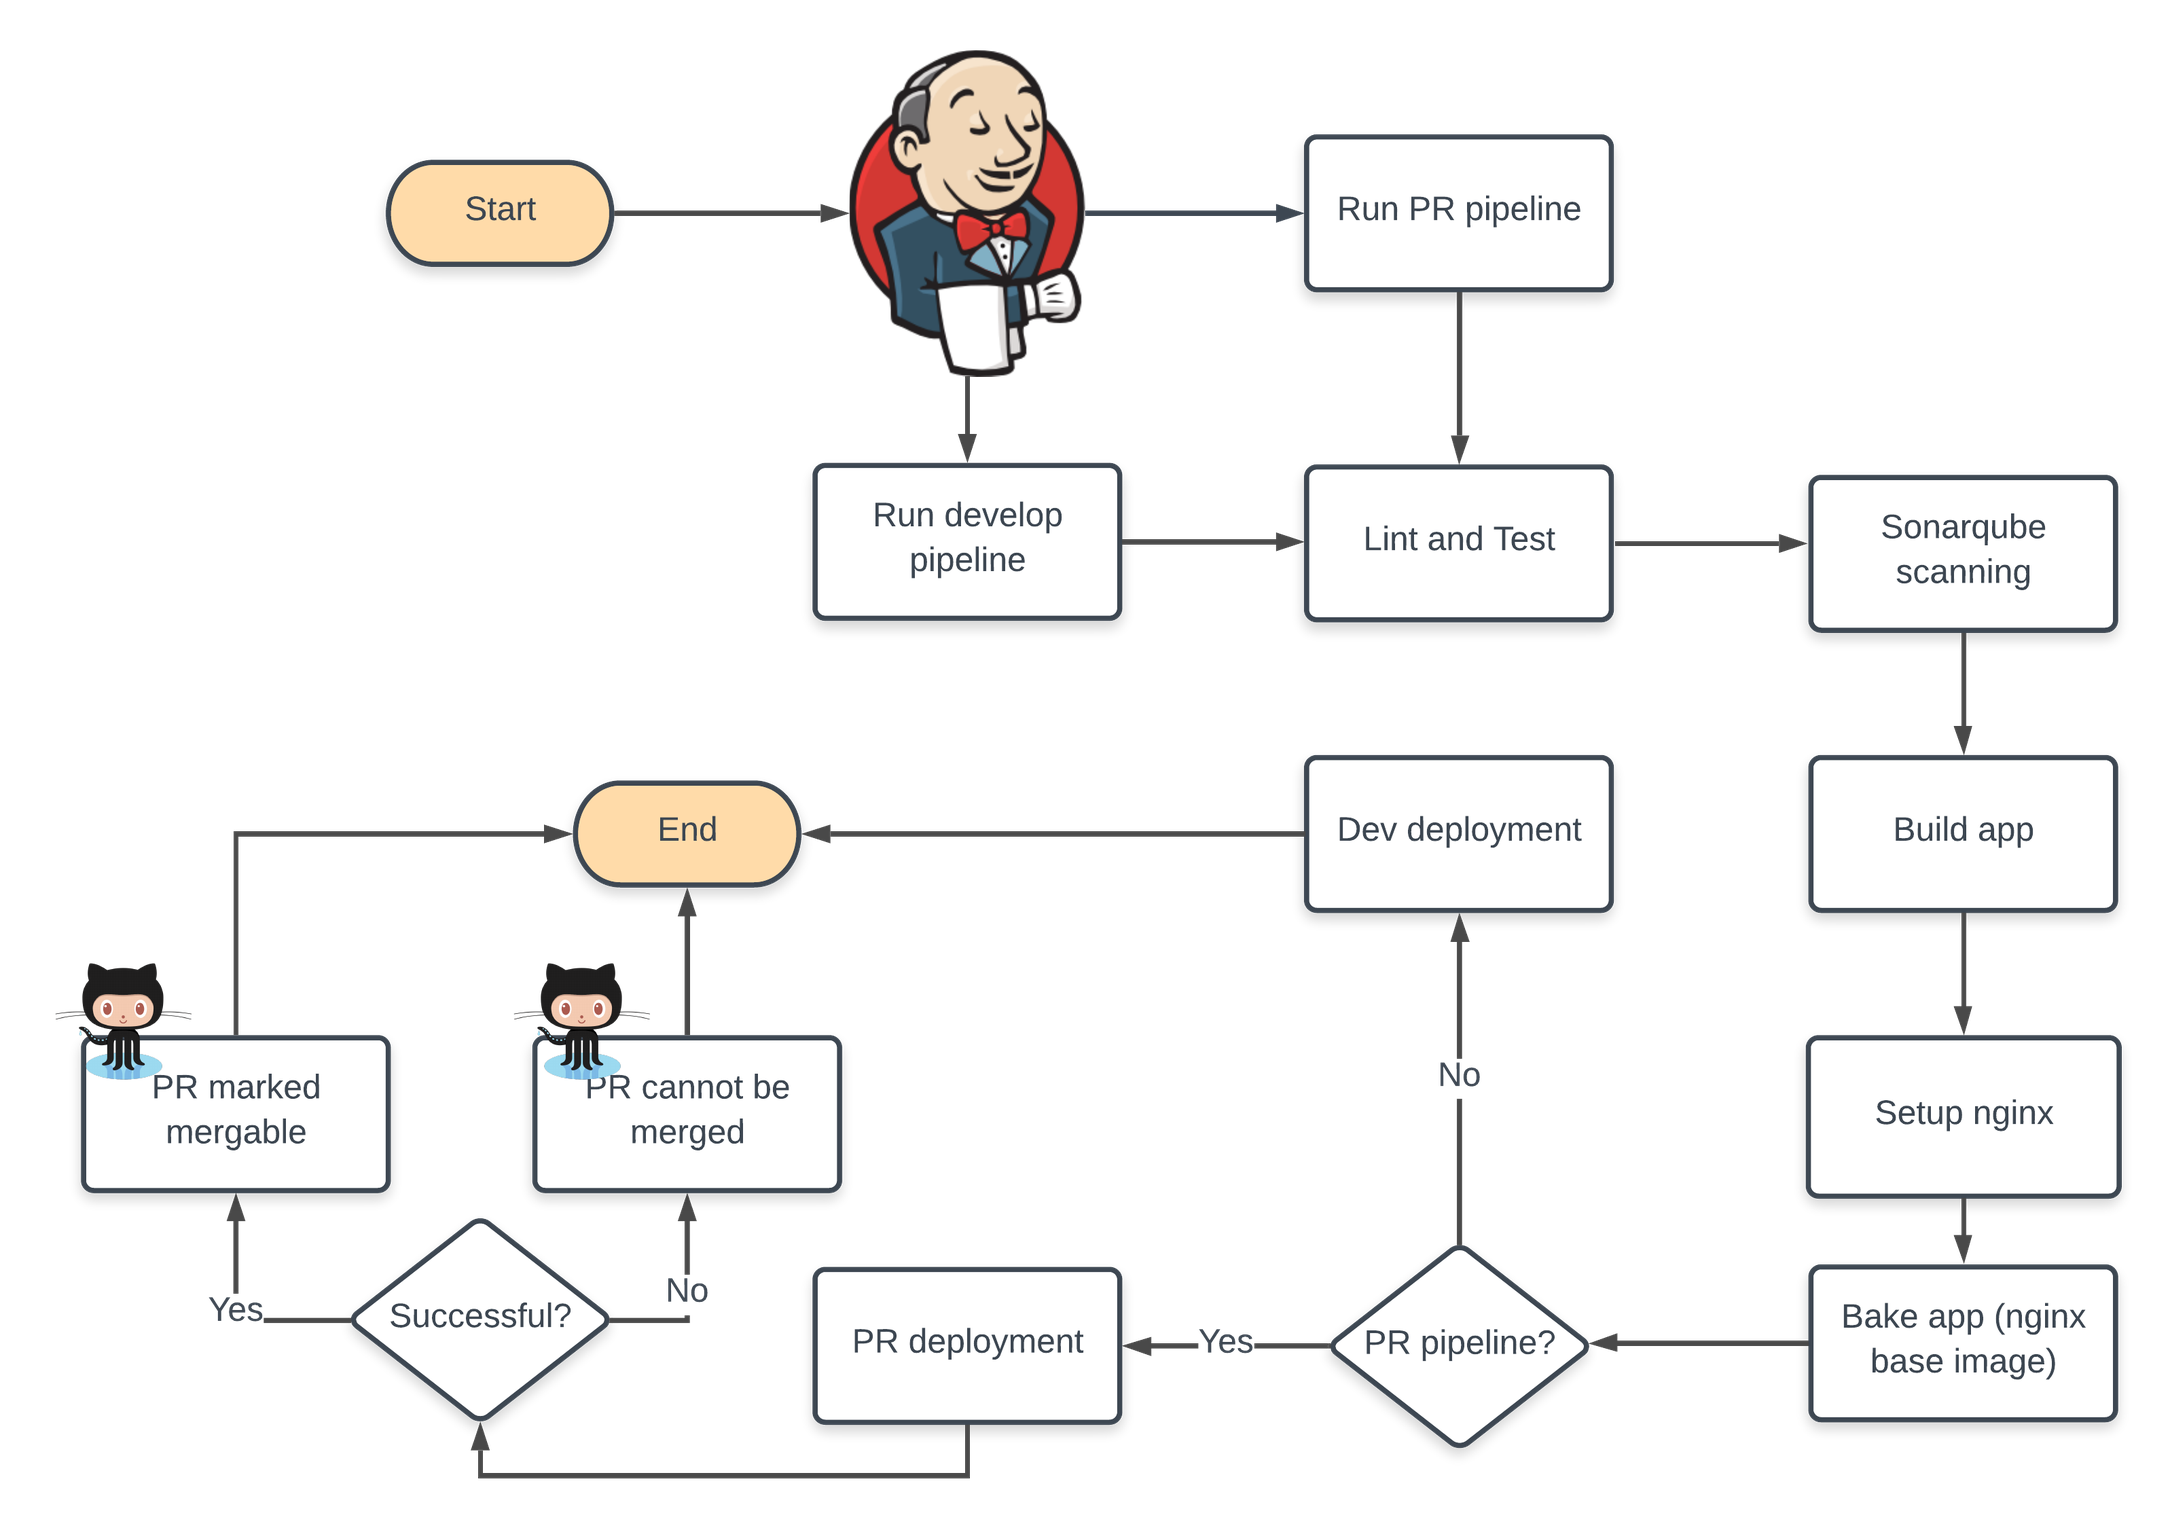 Start
Run PR pipeline
Run develop
pipeline
Lint and Test
Sonarqube
scanning
End
Dev deployment
Build app
PR marked
mergable
PR cannot be
merged
No
Setup nginx
Yes
Successful?
No
PR deployment
Yes
PR pipeline?
Bake app (nginx
base image)